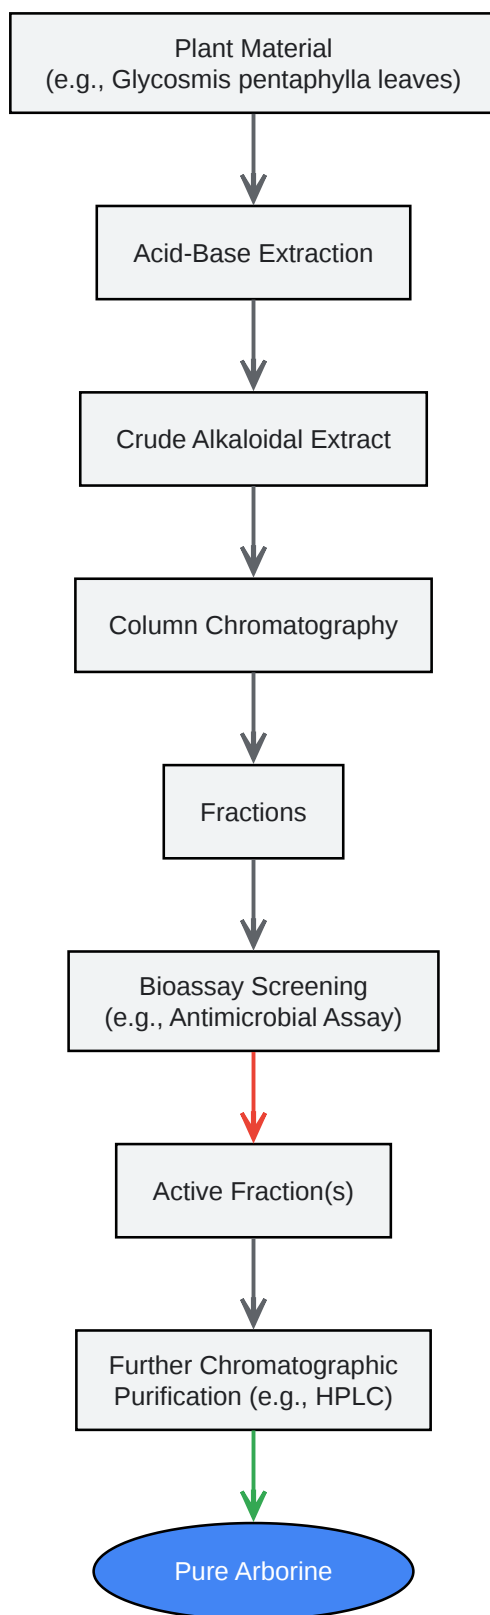 Plant Material
(e.g., Glycosmis pentaphylla leaves)
Acid-Base Extraction
Crude Alkaloidal Extract
Column Chromatography
Fractions
Bioassay Screening
(e.g., Antimicrobial Assay)
Active Fraction(s)
Further Chromatographic
Purification (e.g., HPLC)
Pure Arborine